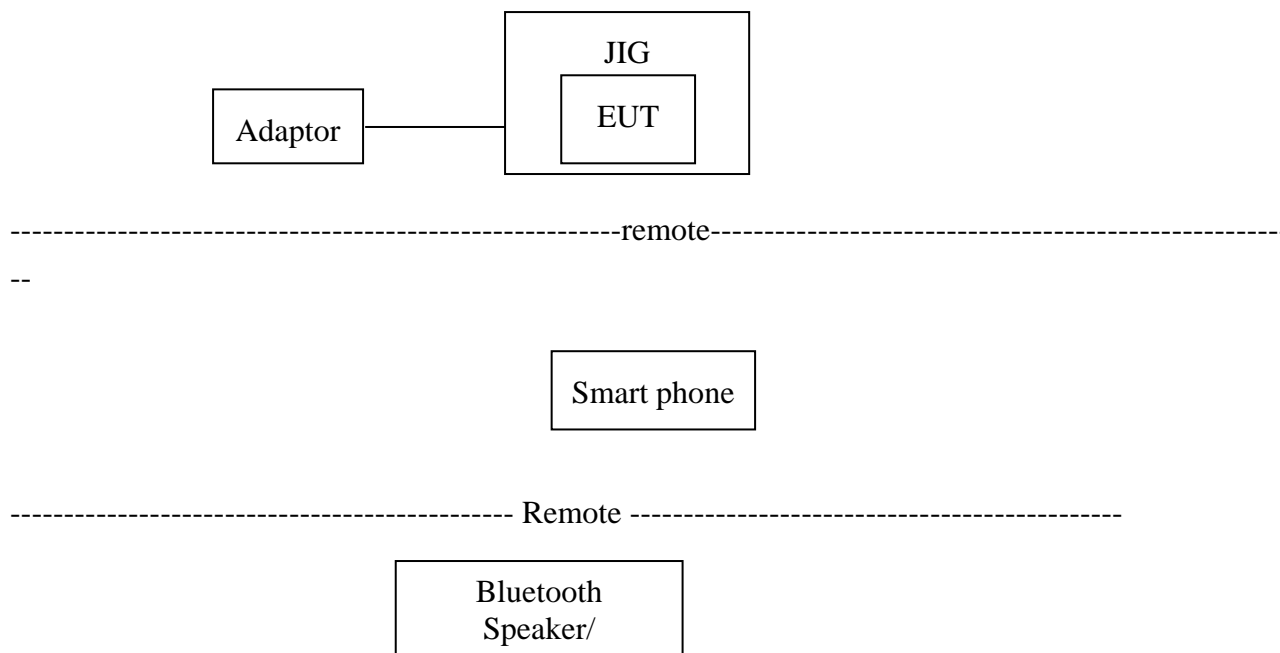 JIG
EUT
Adaptor
------------------------------------------------------------remote------------------------------------------------------
--
Smart phone
----------------------------------------------- Remote ----------------------------------------------
Bluetooth
Speaker/